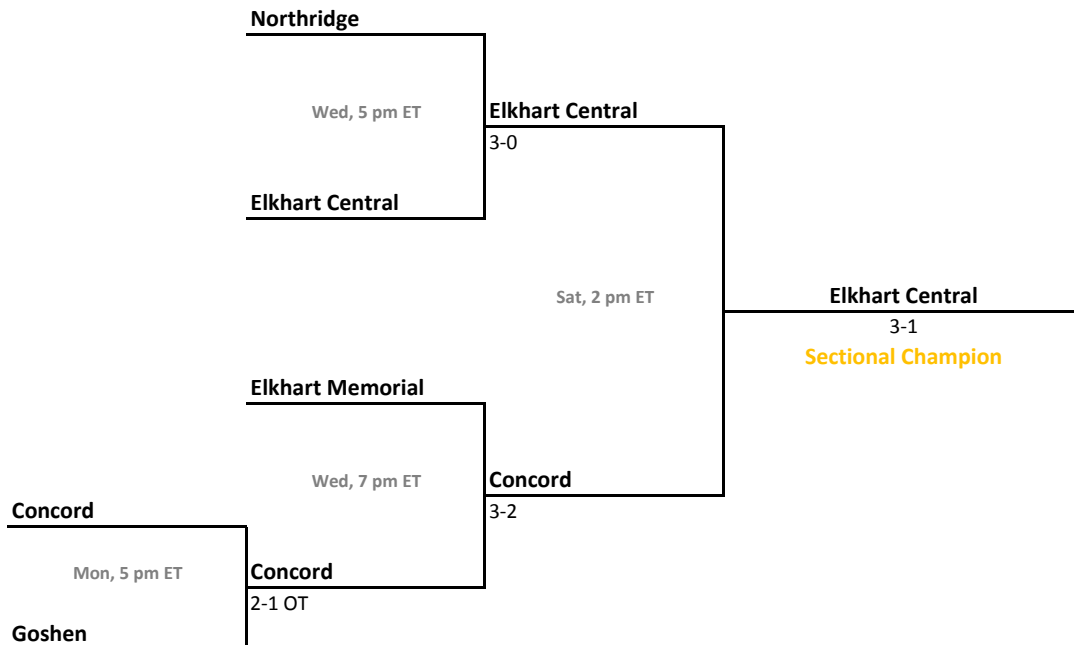 Northridge
Wed, 5 pm ET
Elkhart Central
3-0
Elkhart Central
Sat, 2 pm ET
Elkhart Central
3-1
Sectional Champion
Elkhart Memorial
Wed, 7 pm ET
Concord
3-2
Concord
Mon, 5 pm ET
Concord
2-1 OT
Goshen